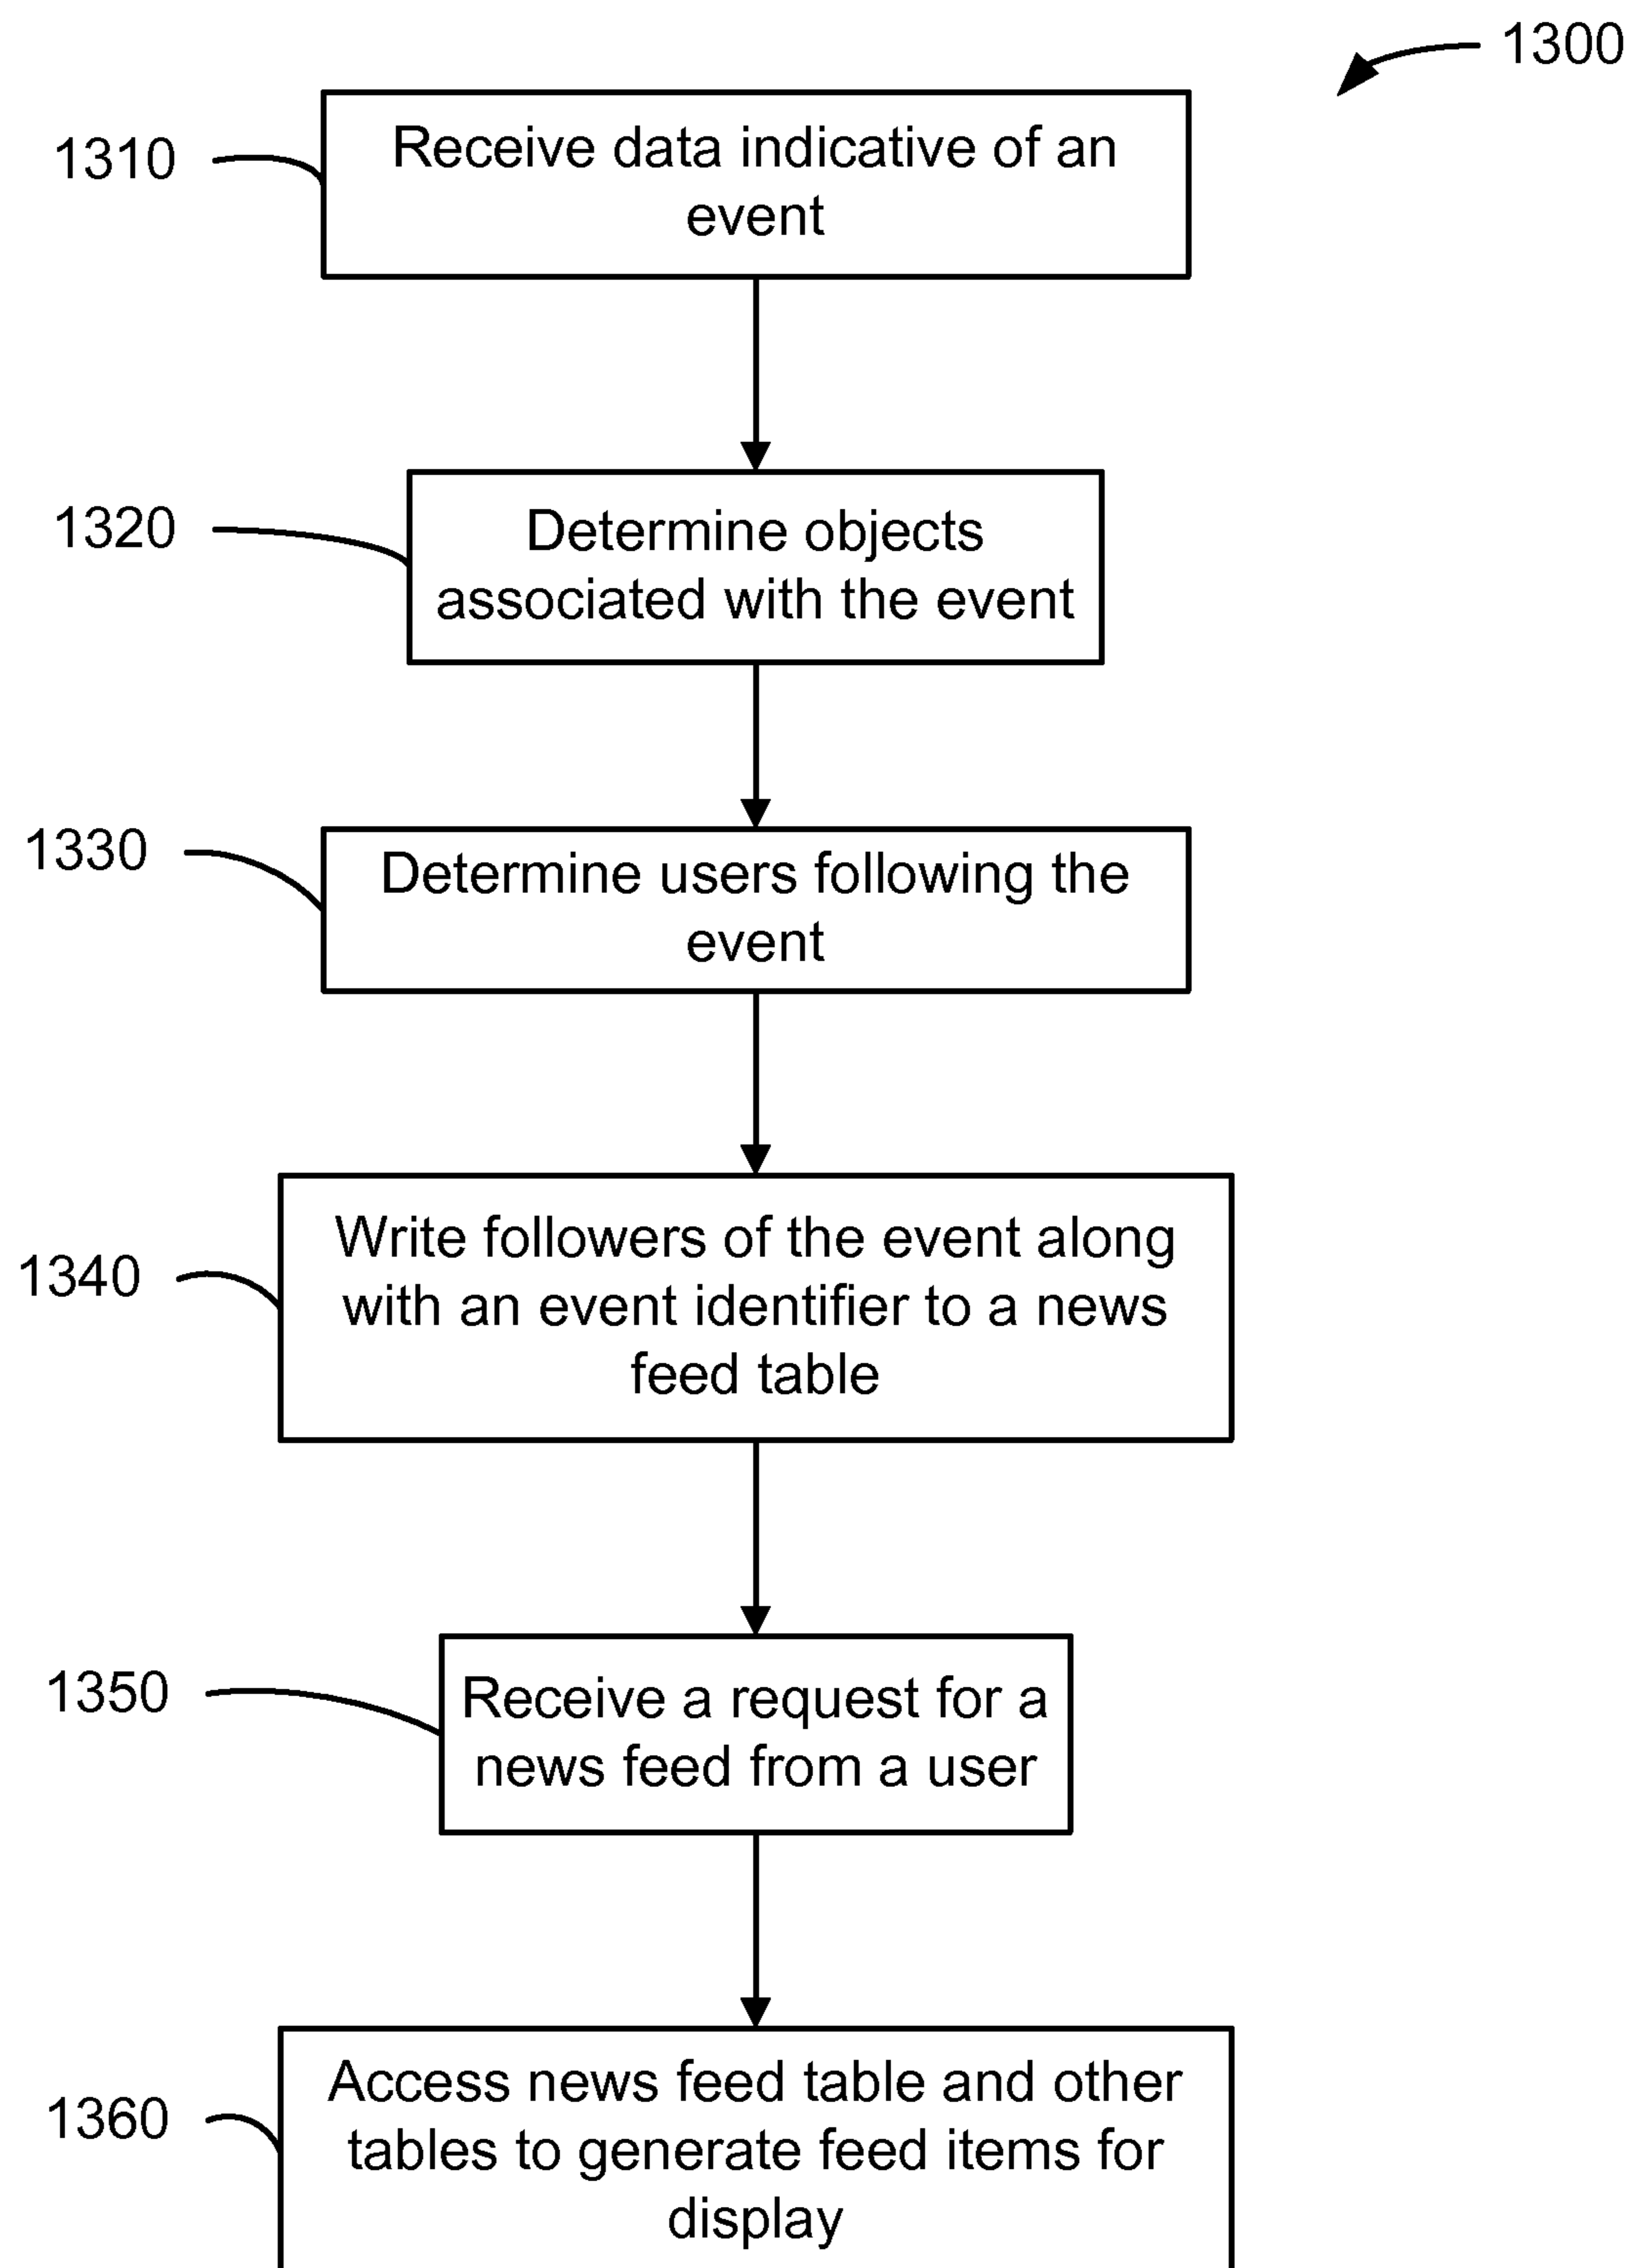 1300
1310
Receive data indicative of an
event
1320
Determine objects
associated with the event
1330
Determine users following the
event
1340
Write followers of the event along
with an event identifier to a news
feed table
1350
Receive a request for a
news feed from a user
1360
Access news feed table and other
tables to generate feed items for
display